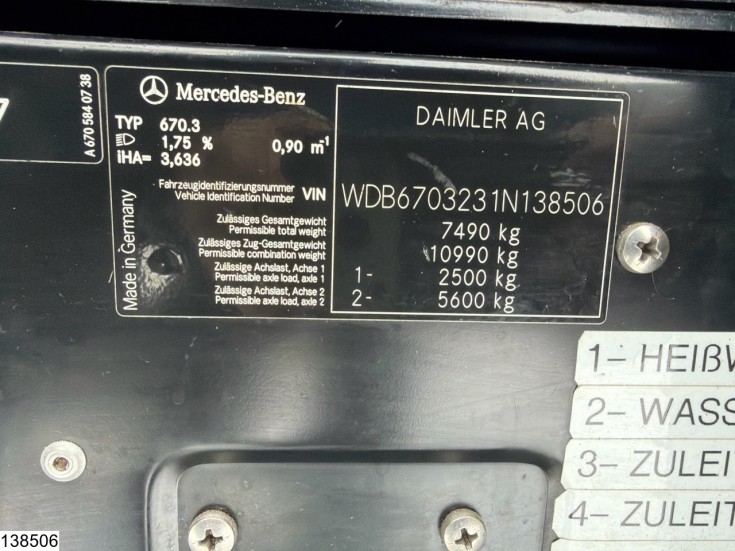 7
A 670 584 07 38
Mercedes-Benz
TYP 670.3
1,75 % 0,90 m⁻¹
iHA= 3,636
Made in Germany
Fahrzeugidentifizierungsnummer
Vehicle Identification Number VIN
Zulässiges Gesamtgewicht
Permissible total weight
Zulässiges Zug-Gesamtgewicht
Permissible combination weight
Zulässige Achslast, Achse 1
Permissible axle load, axle 1
Zulässige Achslast, Achse 2
Permissible axle load, axle 2
DAIMLER AG
WDB6703231N138506
7490 kg
10990 kg
1- 2500 kg
2- 5600 kg
1- HEIßW
2- WASS
3- ZULEI
4- ZULEIT
138506